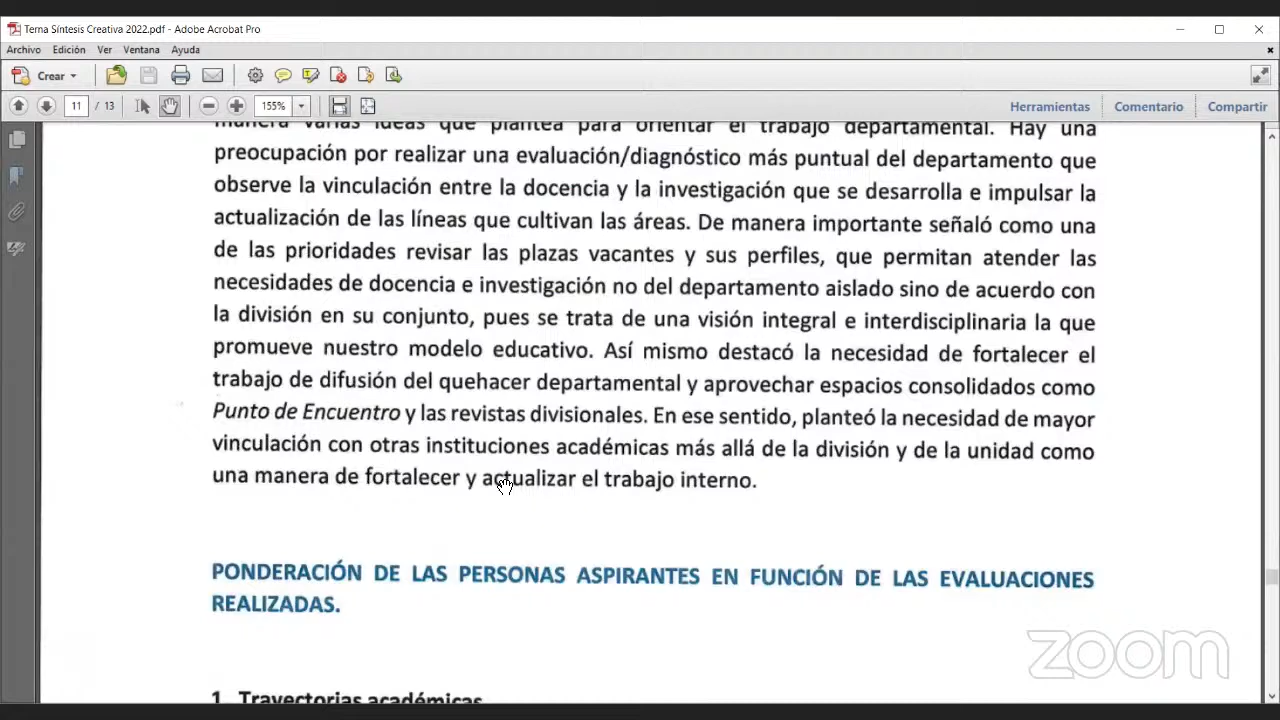 Terna Síntesis Creativa 2022.pdf - Adobe Acrobat Pro
Archivo Edición Ver Ventana Ayuda
Crear
11 / 13 155% Herramientas Comentario Compartir
manera varias ideas que plantea para orientar el trabajo departamental. Hay una
preocupación por realizar una evaluación/diagnóstico más puntual del departamento que
observe la vinculación entre la docencia y la investigación que se desarrolla e impulsar la
actualización de las líneas que cultivan las áreas. De manera importante señaló como una
de las prioridades revisar las plazas vacantes y sus perfiles, que permitan atender las
necesidades de docencia e investigación no del departamento aislado sino de acuerdo con
la división en su conjunto, pues se trata de una visión integral e interdisciplinaria la que
promueve nuestro modelo educativo. Así mismo destacó la necesidad de fortalecer el
trabajo de difusión del quehacer departamental y aprovechar espacios consolidados como
Punto de Encuentro y las revistas divisionales. En ese sentido, planteó la necesidad de mayor
vinculación con otras instituciones académicas más allá de la división y de la unidad como
una manera de fortalecer y actualizar el trabajo interno.
PONDERACIÓN DE LAS PERSONAS ASPIRANTES EN FUNCIÓN DE LAS EVALUACIONES
REALIZADAS.
zoom
1. Trayectorias académicas